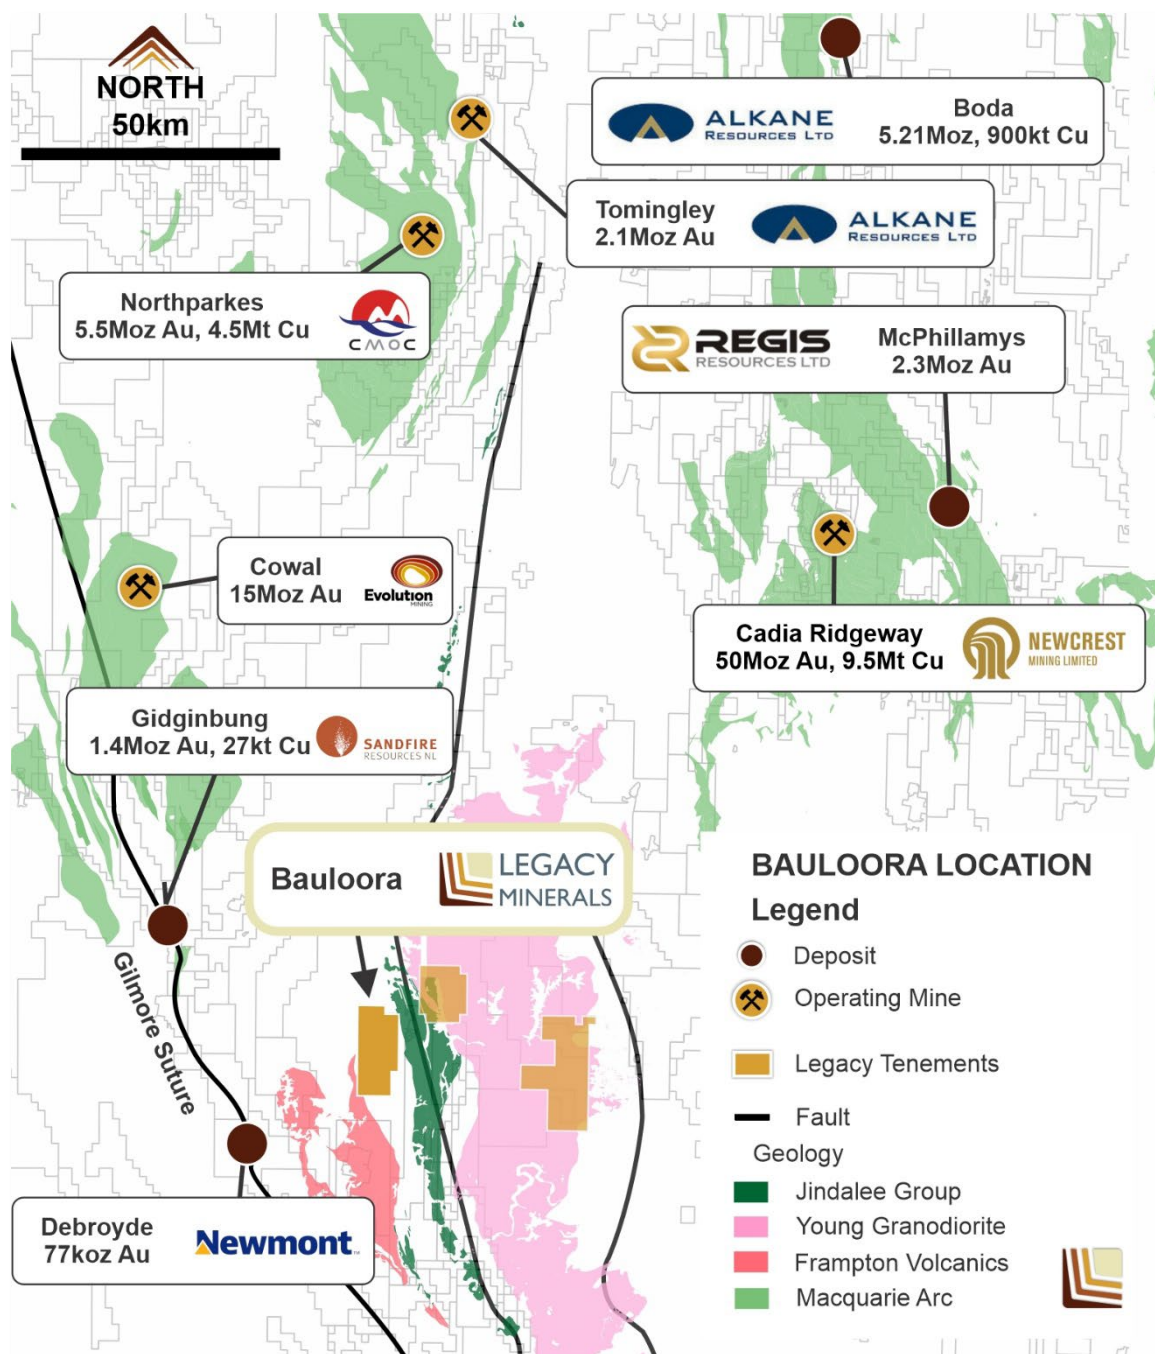 NORTH
50km
ALKANE
RESOURCES LTD
Boda
5.21Moz, 900kt Cu
Tomingley
2.1Moz Au
ALKANE
RESOURCES LTD
Northparkes
5.5Moz Au, 4.5Mt Cu
CMOC
REGIS
RESOURCES LTD
McPhillamys
2.3Moz Au
Cowal
15Moz Au
Evolution
MINING
Cadia Ridgeway
50Moz Au, 9.5Mt Cu
NEWCREST
MINING LIMITED
Gidginbung
1.4Moz Au, 27kt Cu
SANDFIRE
RESOURCES NL
Bauloora
LEGACY
MINERALS
Gilmore Suture
Debroyde
77koz Au
Newmont
BAULOORA LOCATION
Legend
Deposit
Operating Mine
Legacy Tenements
Fault
Geology
Jindalee Group
Young Granodiorite
Frampton Volcanics
Macquarie Arc